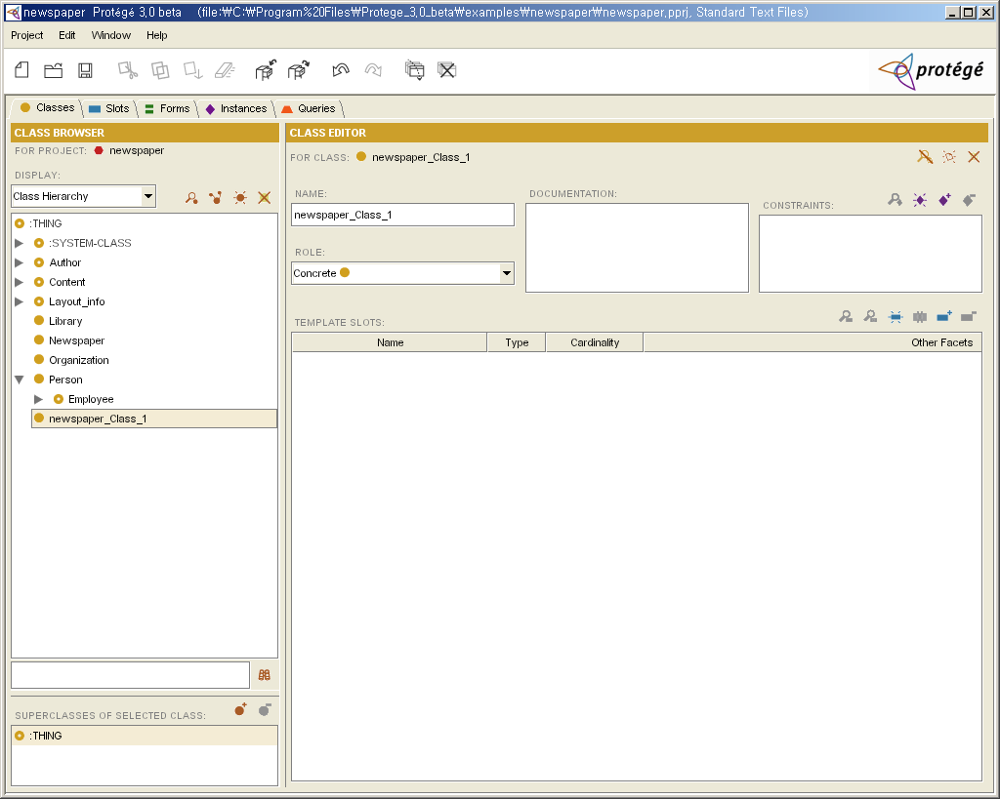 newspaper  Protégé 3,0 beta    (file:₩C:₩Program%20Files₩Protege_3,0_beta₩examples₩newspaper₩newspaper,pprj, Standard Text Files)
Project Edit Window Help
protégé
Classes Slots Forms Instances Queries
CLASS BROWSER
FOR PROJECT: newspaper
DISPLAY:
Class Hierarchy
:THING
:SYSTEM-CLASS
Author
Content
Layout_info
Library
Newspaper
Organization
Person
Employee
newspaper_Class_1
SUPERCLASSES OF SELECTED CLASS:
:THING
CLASS EDITOR
FOR CLASS: newspaper_Class_1
NAME:
newspaper_Class_1
ROLE:
Concrete
DOCUMENTATION:
CONSTRAINTS:
TEMPLATE SLOTS:
Name Type Cardinality Other Facets